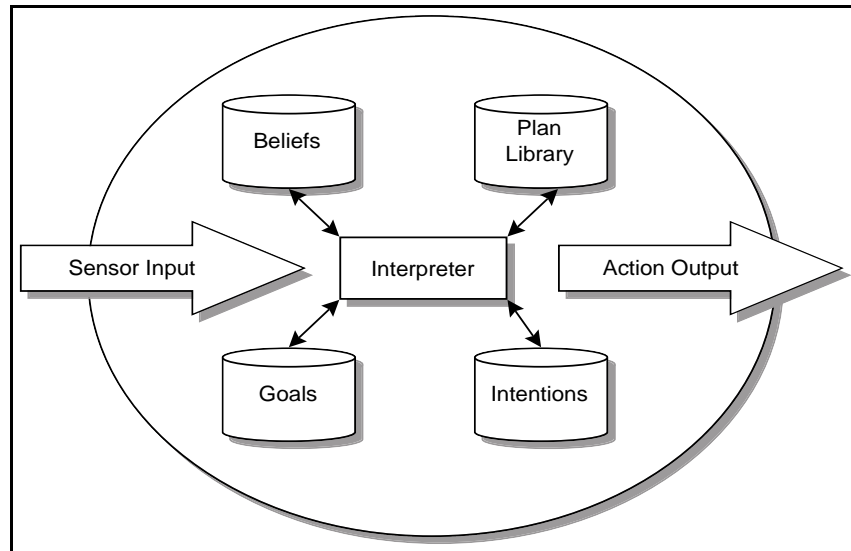 Beliefs
Plan
Library
Sensor Input
Interpreter
Action Output
Goals
Intentions